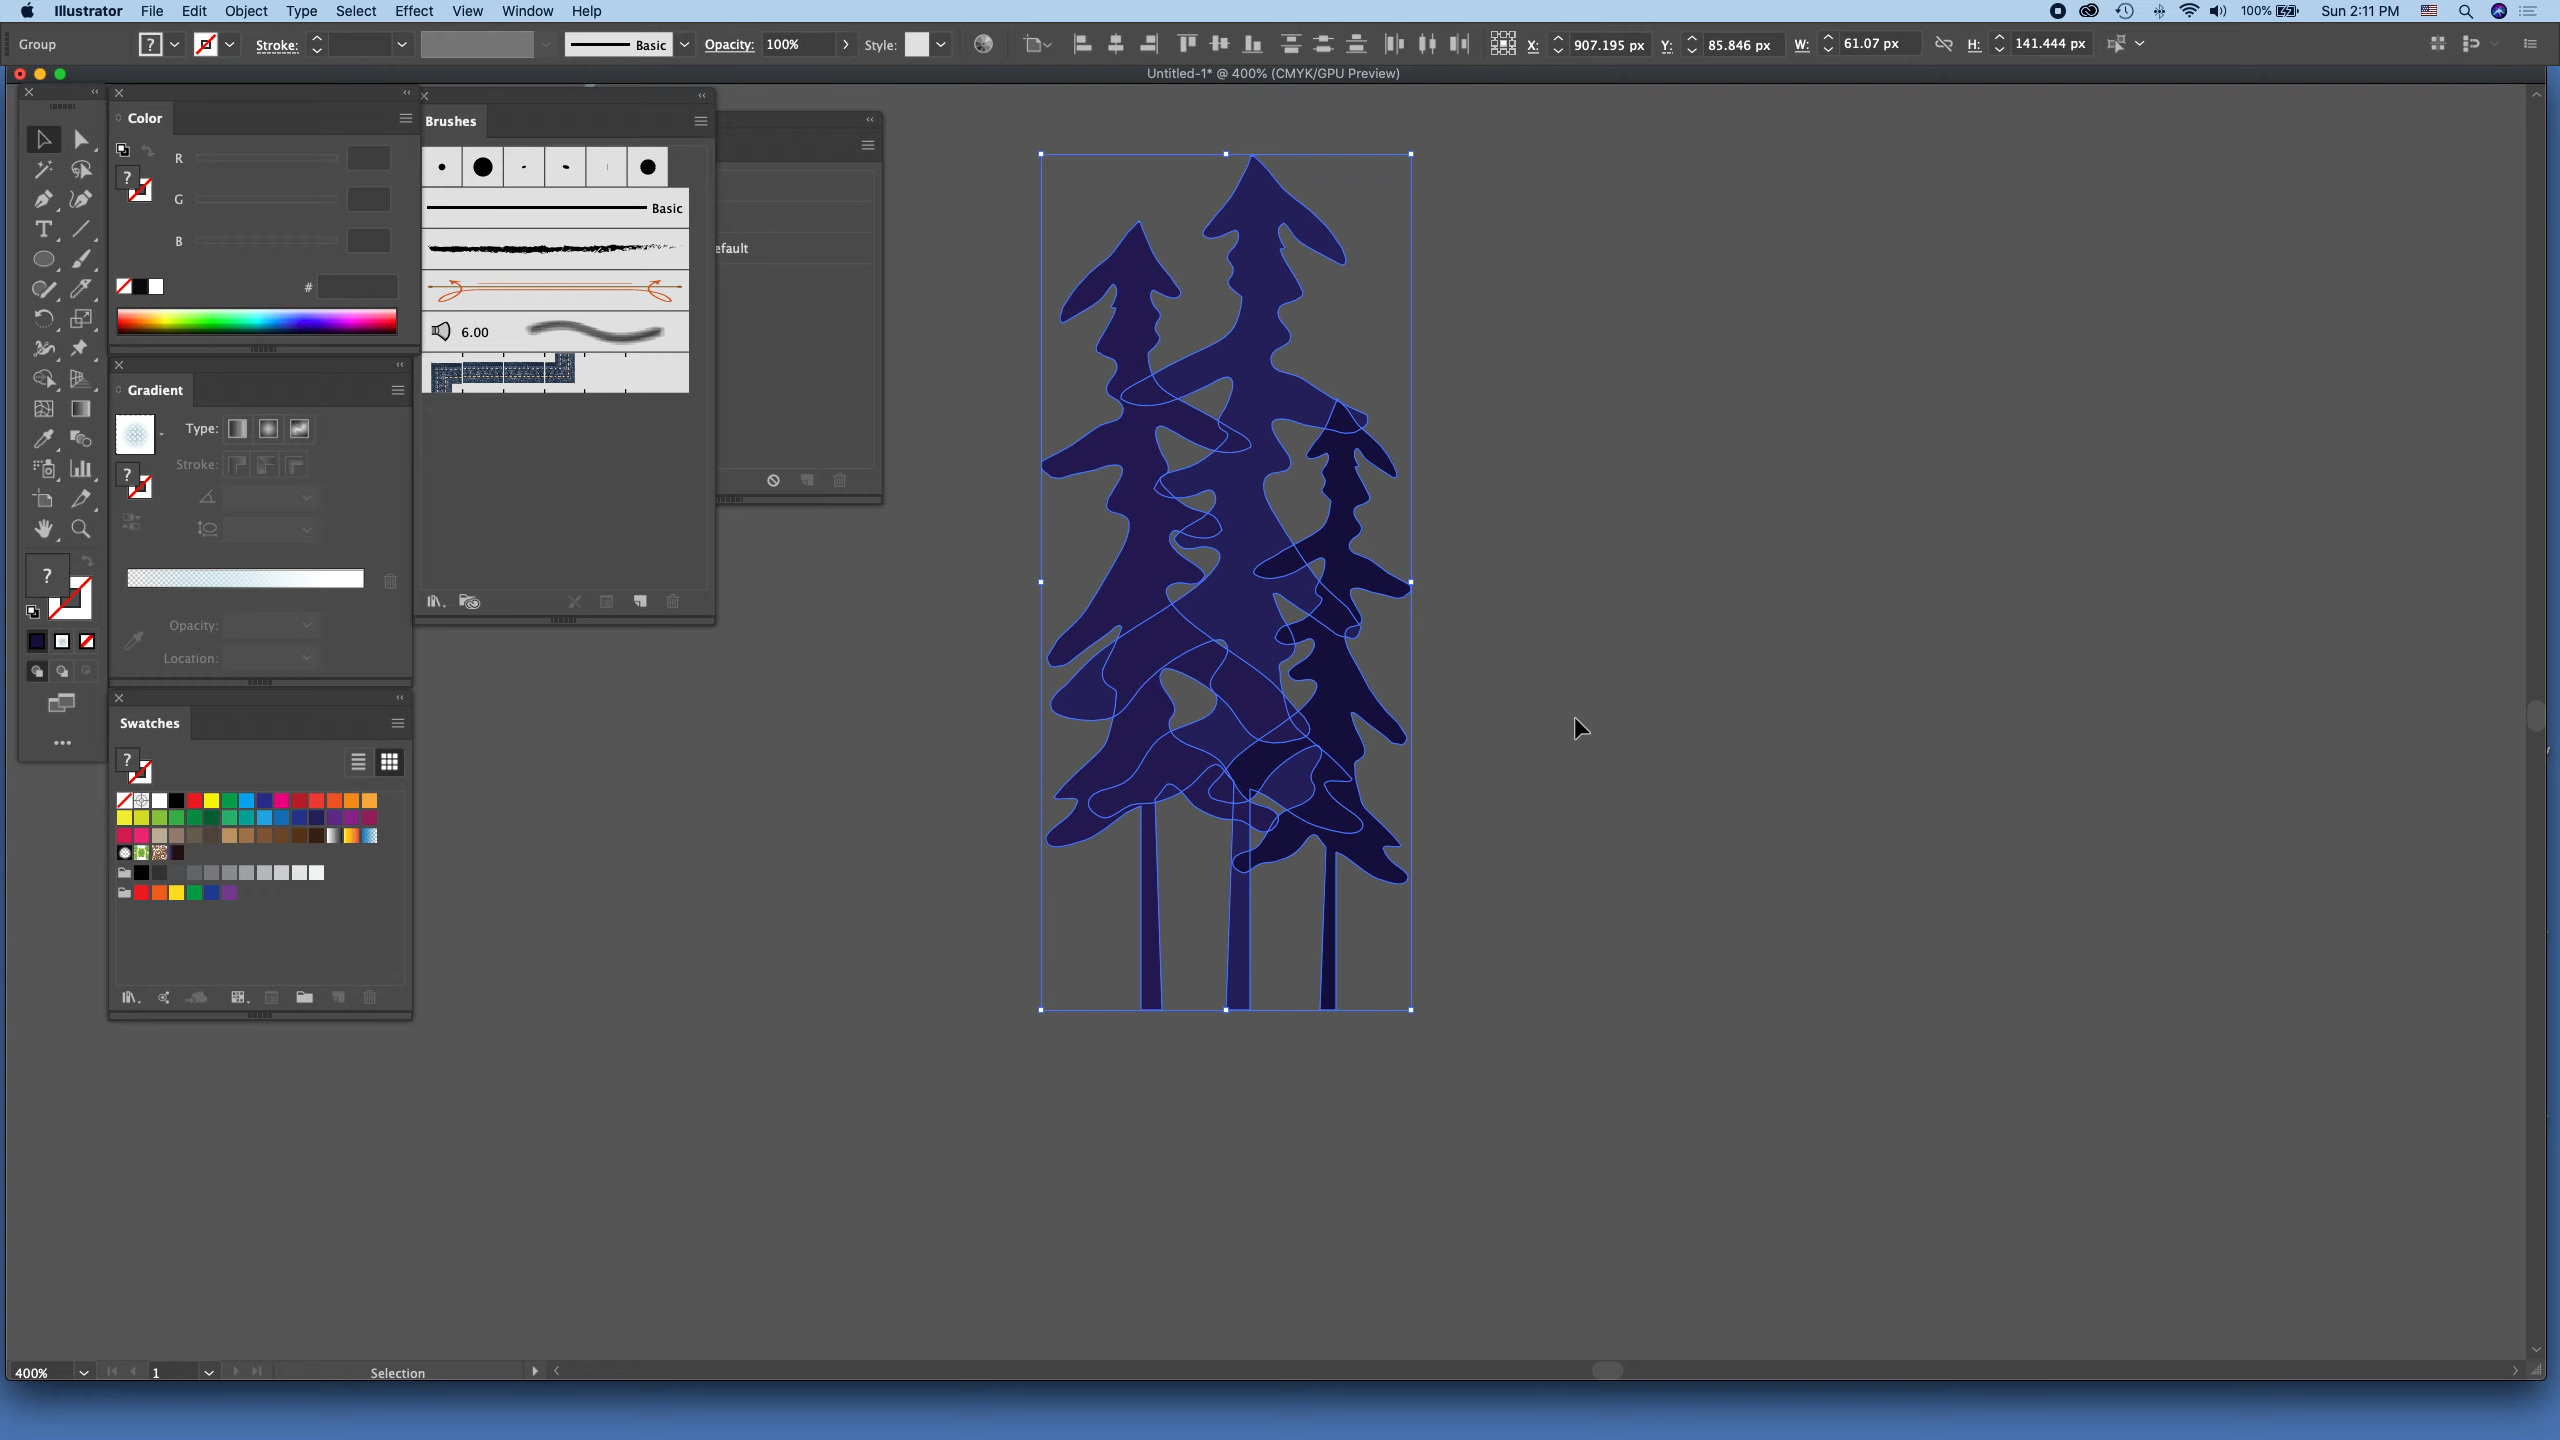 Illustrator File Edit Object Type Select Effect View Window Help 100% Sun 2:11 PM
Group ? Stroke: Basic Opacity: 100% Style: X: 907.195 px Y: 85.846 px W: 61.07 px H: 141.444 px
Untitled-1* @ 400% (CMYK/GPU Preview)
Color
? R
G
B
#
Brushes
Basic
6.00
efault
Gradient
Type:
? Stroke:
Opacity:
Location:
T
?
Swatches
?
400% 1 Selection